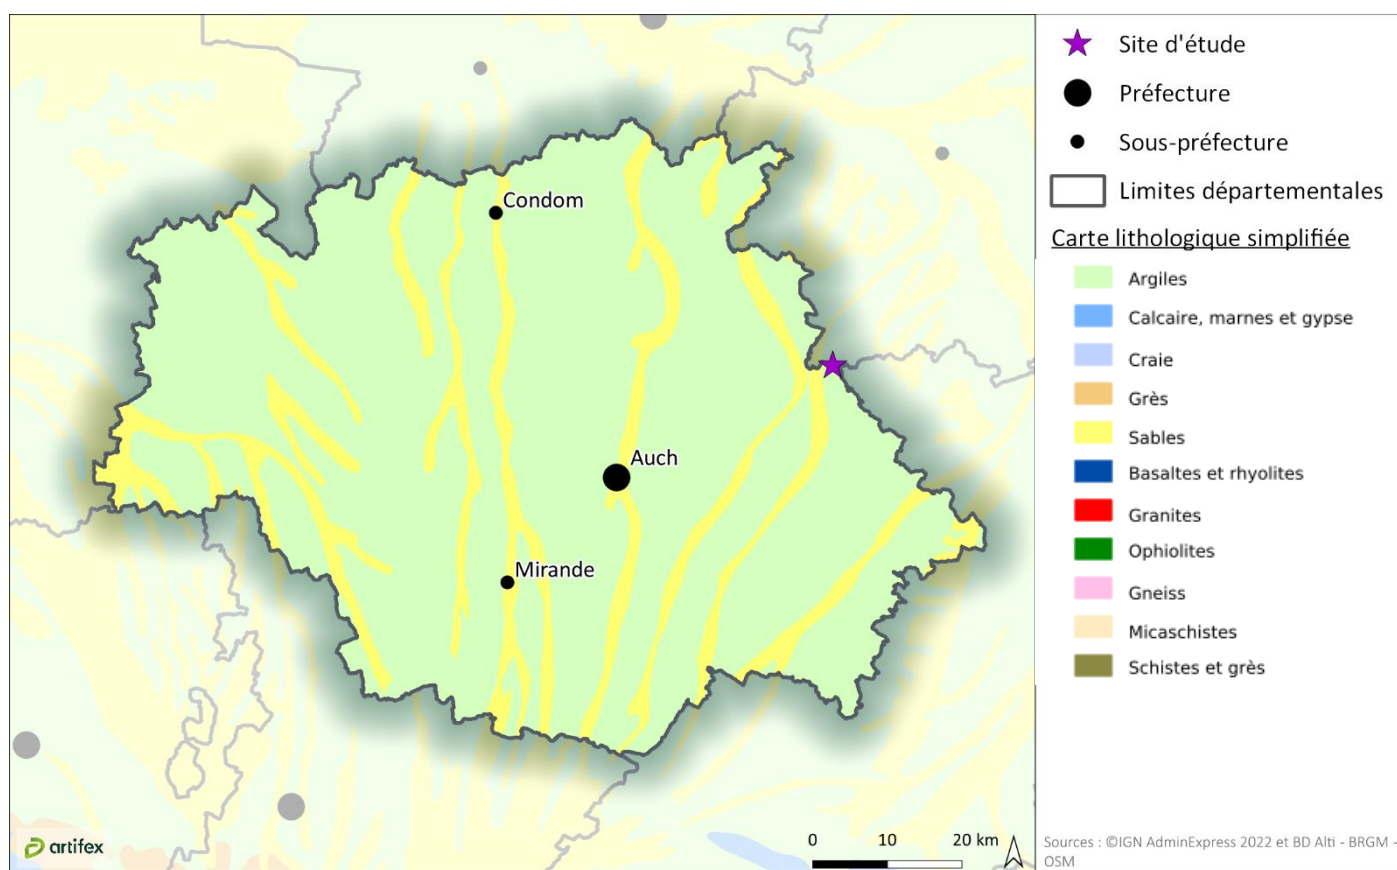 Condom
Auch
Mirande
artifex
0 10 20 km
Site d'étude
Préfecture
Sous-préfecture
Limites départementales
Carte lithologique simplifiée
Argiles
Calcaire, marnes et gypse
Craie
Grès
Sables
Basaltes et rhyolites
Granites
Ophiolites
Gneiss
Micaschistes
Schistes et grès
Sources : ©IGN AdminExpress 2022 et BD Alti - BRGM -
OSM